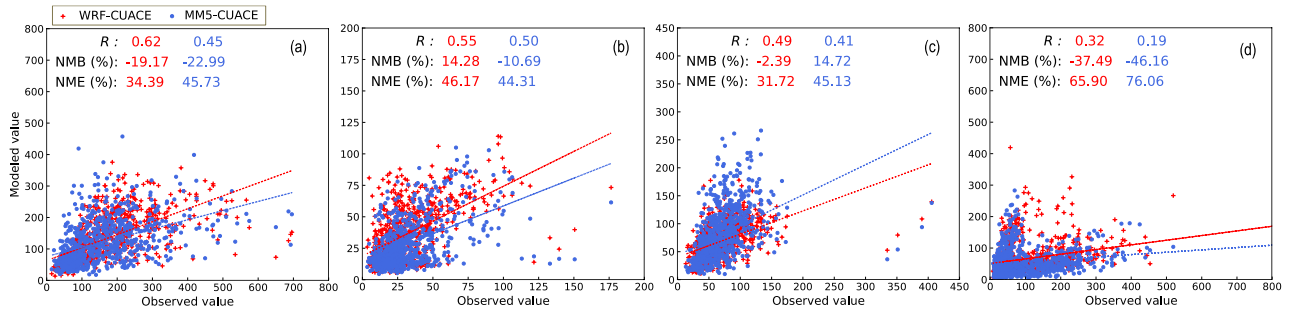 WRF-CUACE MM5-CUACE
(a)
R : 0.62 0.45
NMB (%): -19.17 -22.99
NME (%): 34.39 45.73
800
700
600
500
400
300
200
100
0
0 100 200 300 400 500 600 700 800
Modeled value
Observed value
(b)
R : 0.55 0.50
NMB (%): 14.28 -10.69
NME (%): 46.17 44.31
200
175
150
125
100
75
50
25
0
0 25 50 75 100 125 150 175 200
Observed value
(c)
R : 0.49 0.41
NMB (%): -2.39 14.72
NME (%): 31.72 45.13
450
400
350
300
250
200
150
100
50
0
0 50 100 150 200 250 300 350 400 450
Observed value
(d)
R : 0.32 0.19
NMB (%): -37.49 -46.16
NME (%): 65.90 76.06
800
700
600
500
400
300
200
100
0
0 100 200 300 400 500 600 700 800
Observed value